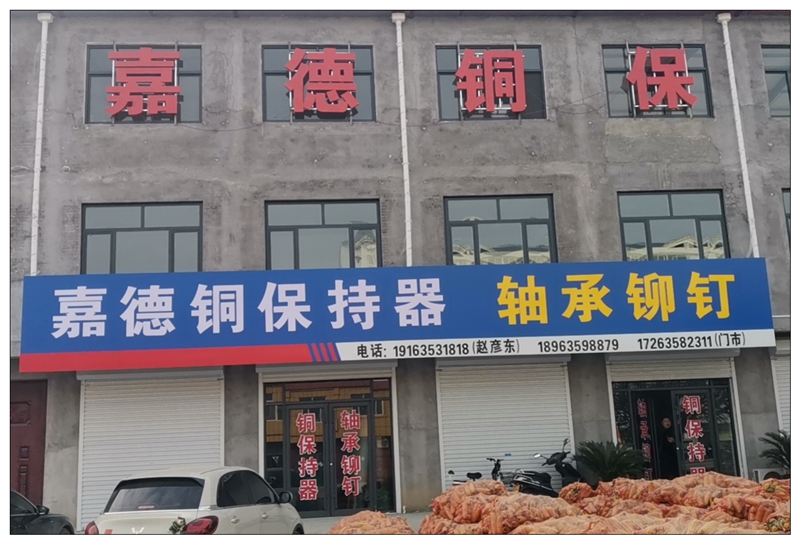 嘉德铜保
嘉德铜保持器 轴承铆钉
电话: 19163531818(赵彦东) 18963598879 17263582311(门市)
铜保持器
轴承铆钉
铜保持器